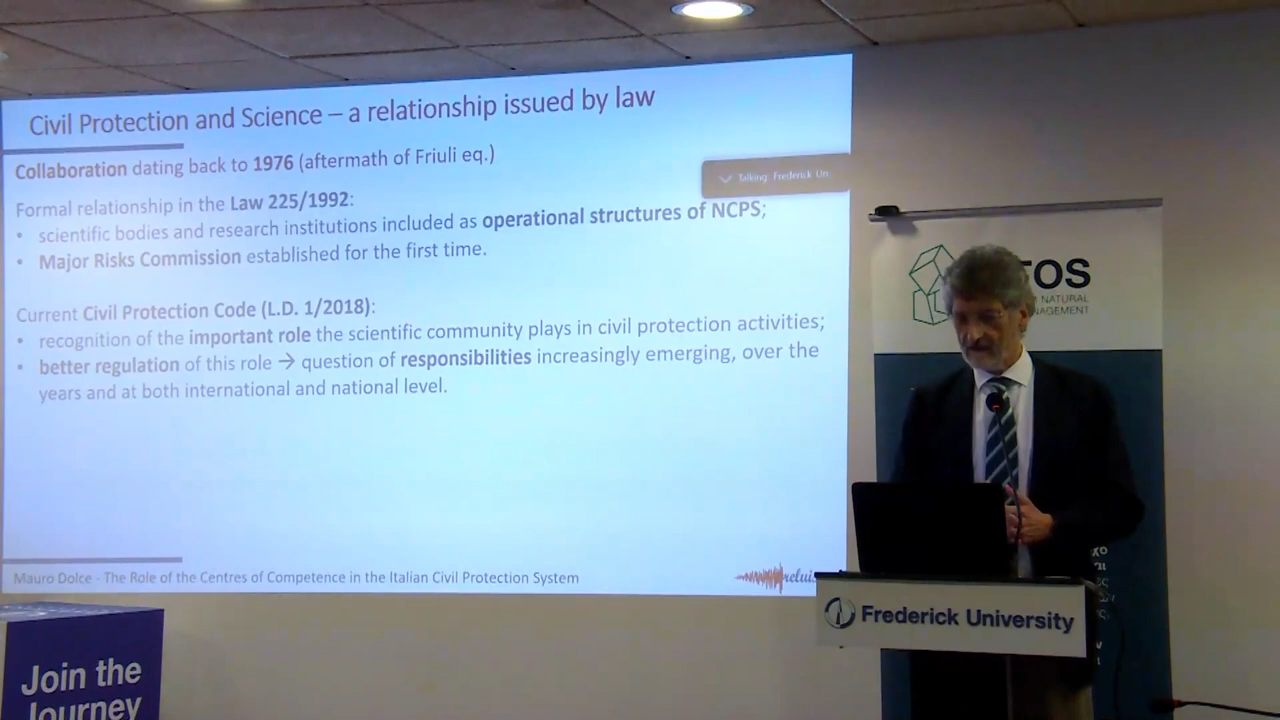 Civil Protection and Science – a relationship issued by law
Collaboration dating back to 1976 (aftermath of Friuli eq.)
Talking: Frederick Un...
Formal relationship in the Law 225/1992:
• scientific bodies and research institutions included as operational structures of NCPS;
• Major Risks Commission established for the first time.
Current Civil Protection Code (L.D. 1/2018):
• recognition of the important role the scientific community plays in civil protection activities;
• better regulation of this role → question of responsibilities increasingly emerging, over the
years and at both international and national level.
Mauro Dolce - The Role of the Centres of Competence in the Italian Civil Protection System
reluis
TOS
NATURAL
Frederick University
Join the
Journey